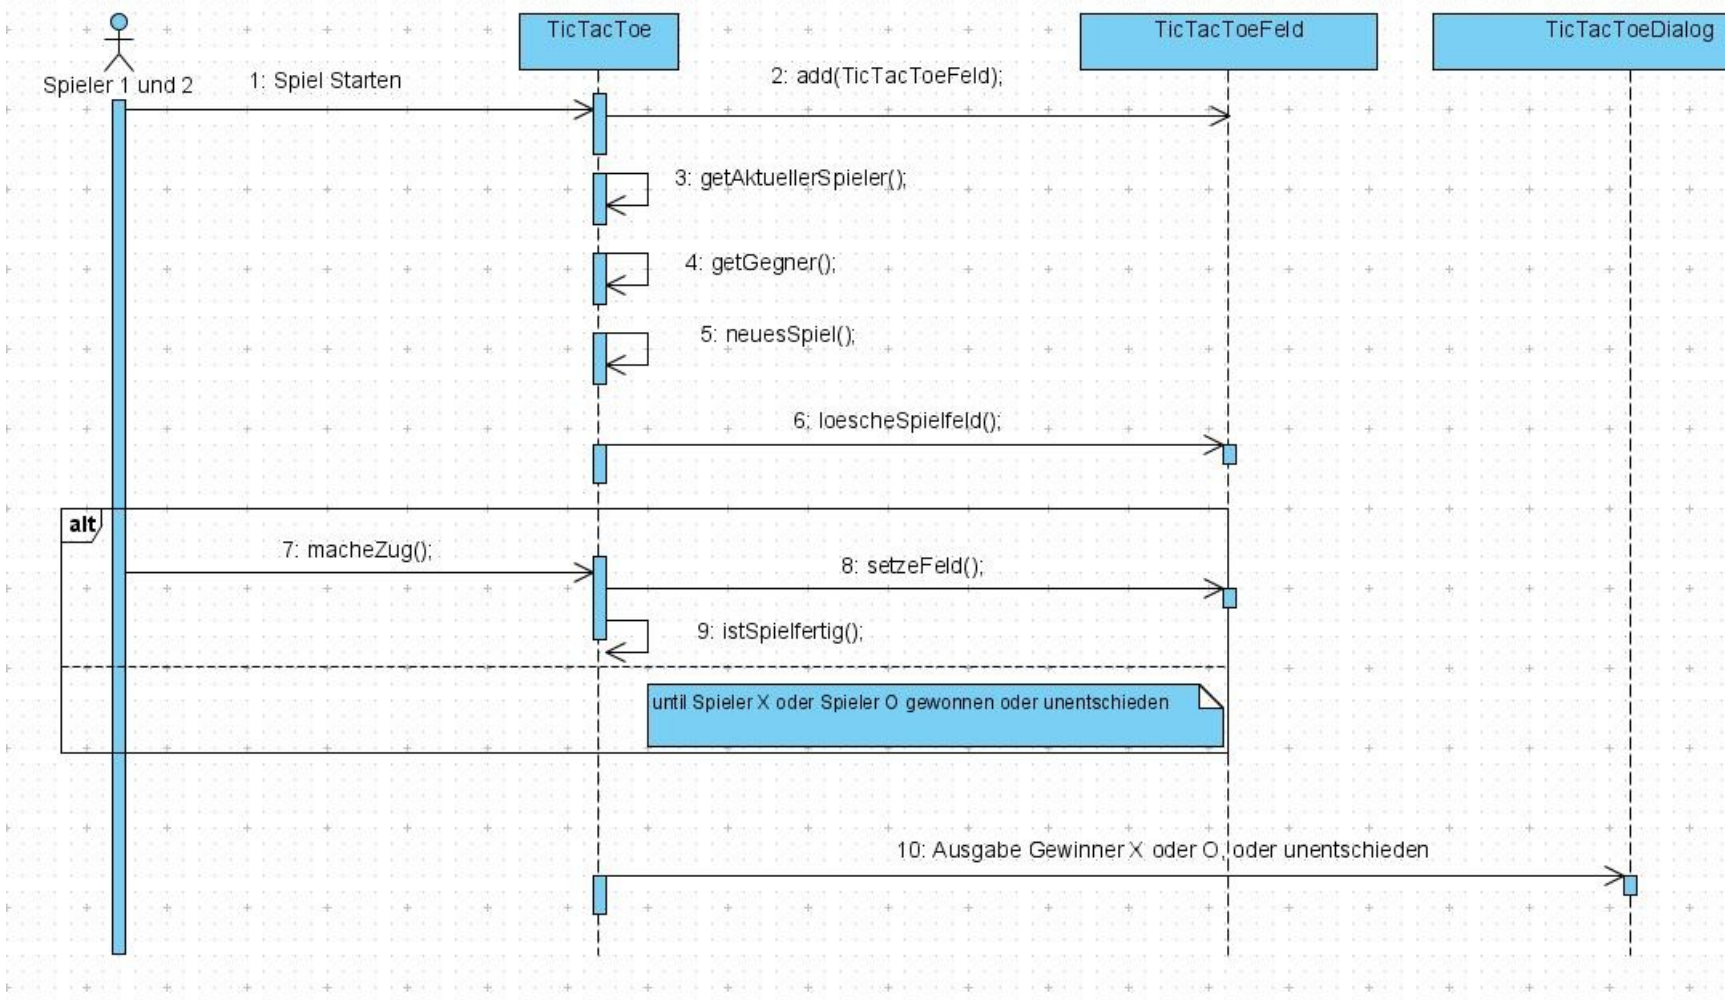 TicTacToe
TicTacToeFeld
TicTacToeDialog
Spieler 1 und 2
1: Spiel Starten
2: add(TicTacToeFeld);
3: getAktuellerSpieler();
4: getGegner();
5: neuesSpiel();
6: loescheSpielfeld();
alt
7: macheZug();
8: setzeFeld();
9: istSpielfertig();
until Spieler X oder Spieler O gewonnen oder unentschieden
10: Ausgabe Gewinner X oder O, oder unentschieden